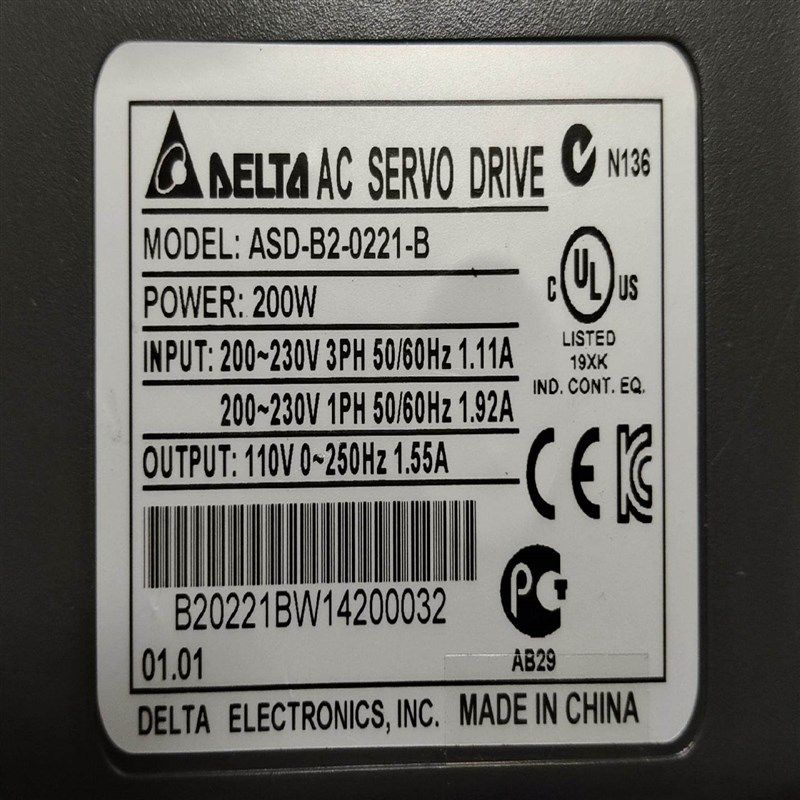 DELTA AC SERVO DRIVE
N136
MODEL: ASD-B2-0221-B
POWER: 200W
INPUT: 200~230V 3PH 50/60Hz 1.11A
200~230V 1PH 50/60Hz 1.92A
OUTPUT: 110V 0~250Hz 1.55A
C UL US
LISTED
19XK
IND. CONT. EQ.
CE
B20221BW14200032
01.01
AB29
DELTA ELECTRONICS, INC. MADE IN CHINA